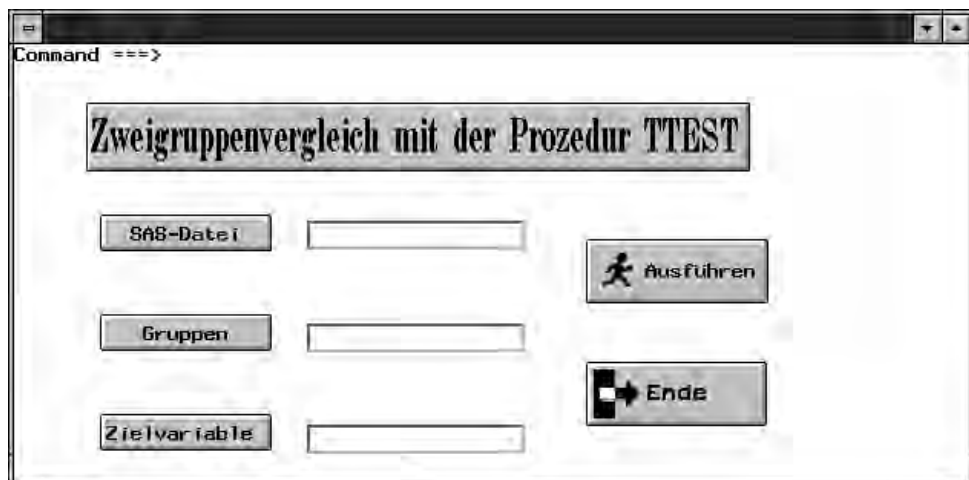 Command ===>
Zweigruppenvergleich mit der Prozedur TTEST
SAS-Datei
Ausführen
Gruppen
Ende
Zielvariable